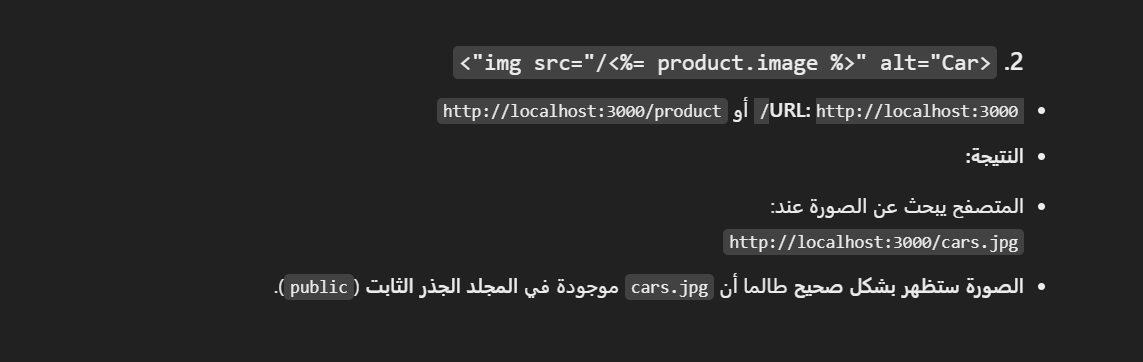 2. <img src="/<%= product.image %>" alt="Car">
URL: http://localhost:3000/ أو http://localhost:3000/product
النتيجة:
المتصفح يبحث عن الصورة عند:
http://localhost:3000/cars.jpg
الصورة ستظهر بشكل صحيح طالما أن cars.jpg موجودة في المجلد الجذر الثابت (public).